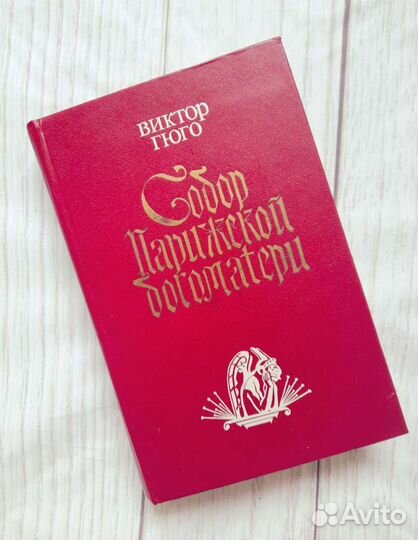 ВИКТОР
ГЮГО
Собор
Парижской
богоматери
Avito